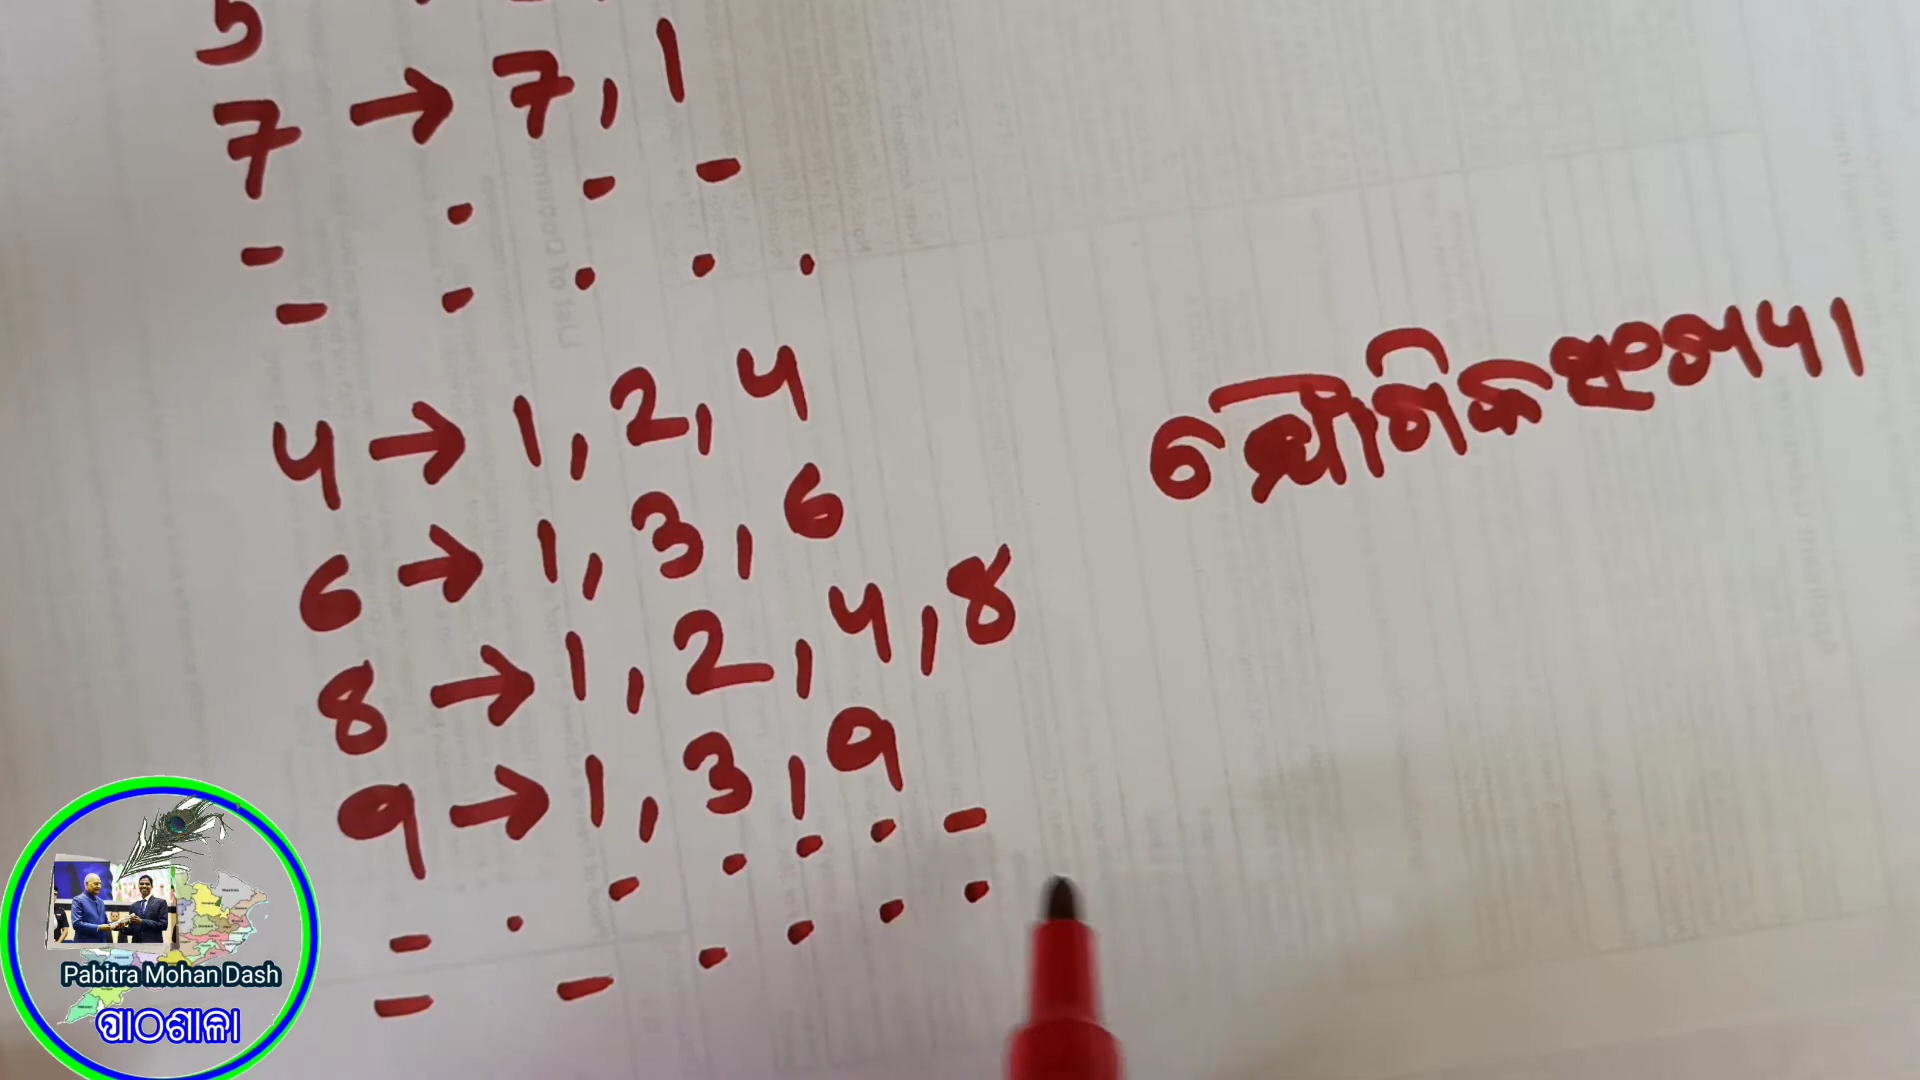 5
7 → 7, 1
4 → 1, 2, 4
ଯୌଗିକ ସଂଖ୍ୟା
6 → 1, 3, 6
8 → 1, 2, 4, 8
9 → 1, 3, 9
Pabitra Mohan Dash
ପାଠଶାଳା